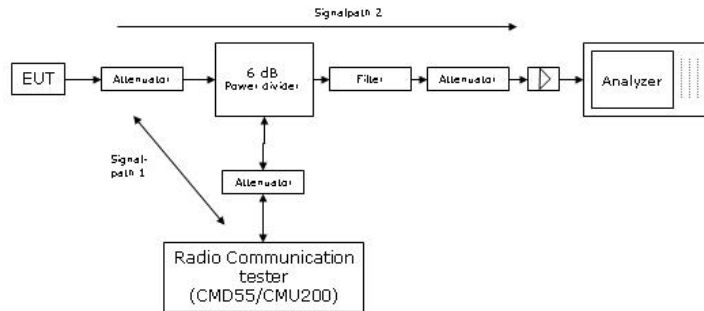 Signalpath 2
EUT
Attenuator
6 dB
Power divider
Filter
Attenuator
Analyzer
Signal-
path 1
Attenuator
Radio Communication
tester
(CMD55/CMU200)